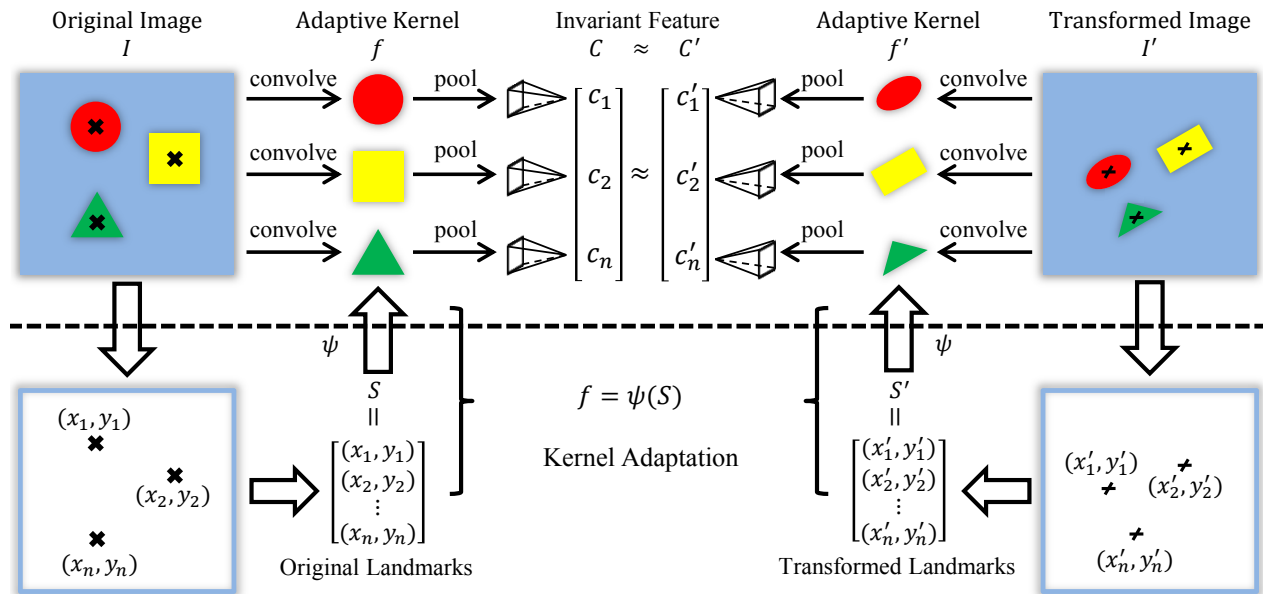 Original Image
I
Adaptive Kernel
f
Invariant Feature
C ≈ C′
Adaptive Kernel
f′
Transformed Image
I′
convolve
pool
c₁
c′₁
pool
convolve
convolve
pool
c₂ ≈ c′₂
pool
convolve
convolve
pool
cₙ
c′ₙ
pool
convolve
ψ
ψ
S
=
[(x₁, y₁)
(x₂, y₂)
⋮
(xₙ, yₙ)]
Original Landmarks
f = ψ(S)
Kernel Adaptation
S′
=
[(x′₁, y′₁)
(x′₂, y′₂)
⋮
(x′ₙ, y′ₙ)]
Transformed Landmarks
(x₁, y₁)
(x₂, y₂)
(xₙ, yₙ)
(x′₁, y′₁)
(x′₂, y′₂)
(x′ₙ, y′ₙ)